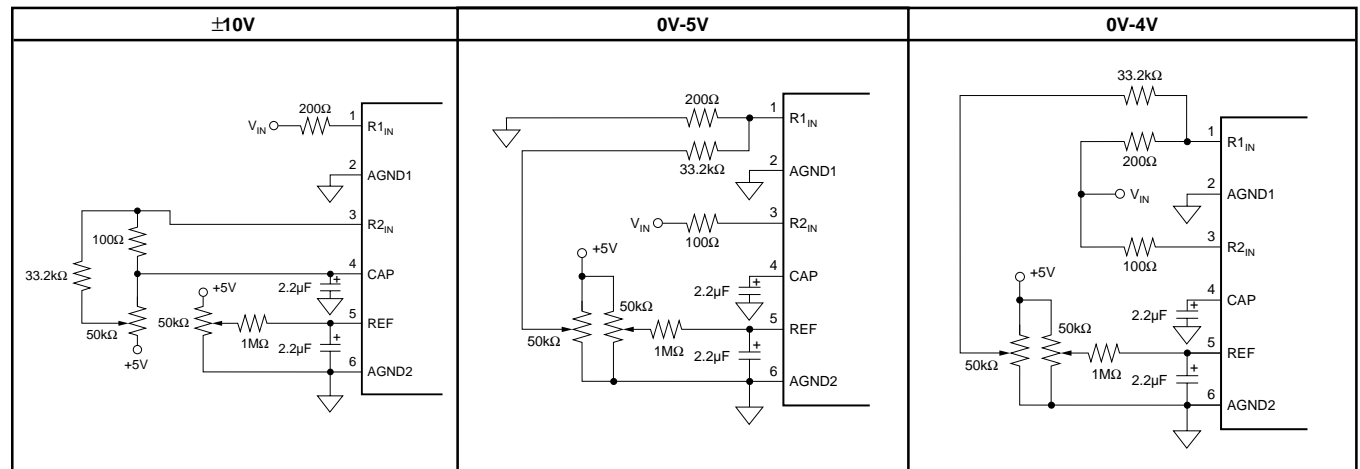 ±10V
200Ω
V_IN
1
R1_IN
2
AGND1
3
R2_IN
100Ω
33.2kΩ
4
CAP
2.2µF
+5V
50kΩ
50kΩ
+5V
1MΩ
5
REF
2.2µF
6
AGND2
0V-5V
200Ω
1
R1_IN
33.2kΩ
2
AGND1
V_IN
100Ω
3
R2_IN
+5V
4
CAP
2.2µF
50kΩ
50kΩ
1MΩ
5
REF
2.2µF
6
AGND2
0V-4V
33.2kΩ
1
R1_IN
200Ω
2
AGND1
V_IN
3
R2_IN
100Ω
+5V
4
CAP
2.2µF
50kΩ
50kΩ
1MΩ
5
REF
2.2µF
6
AGND2